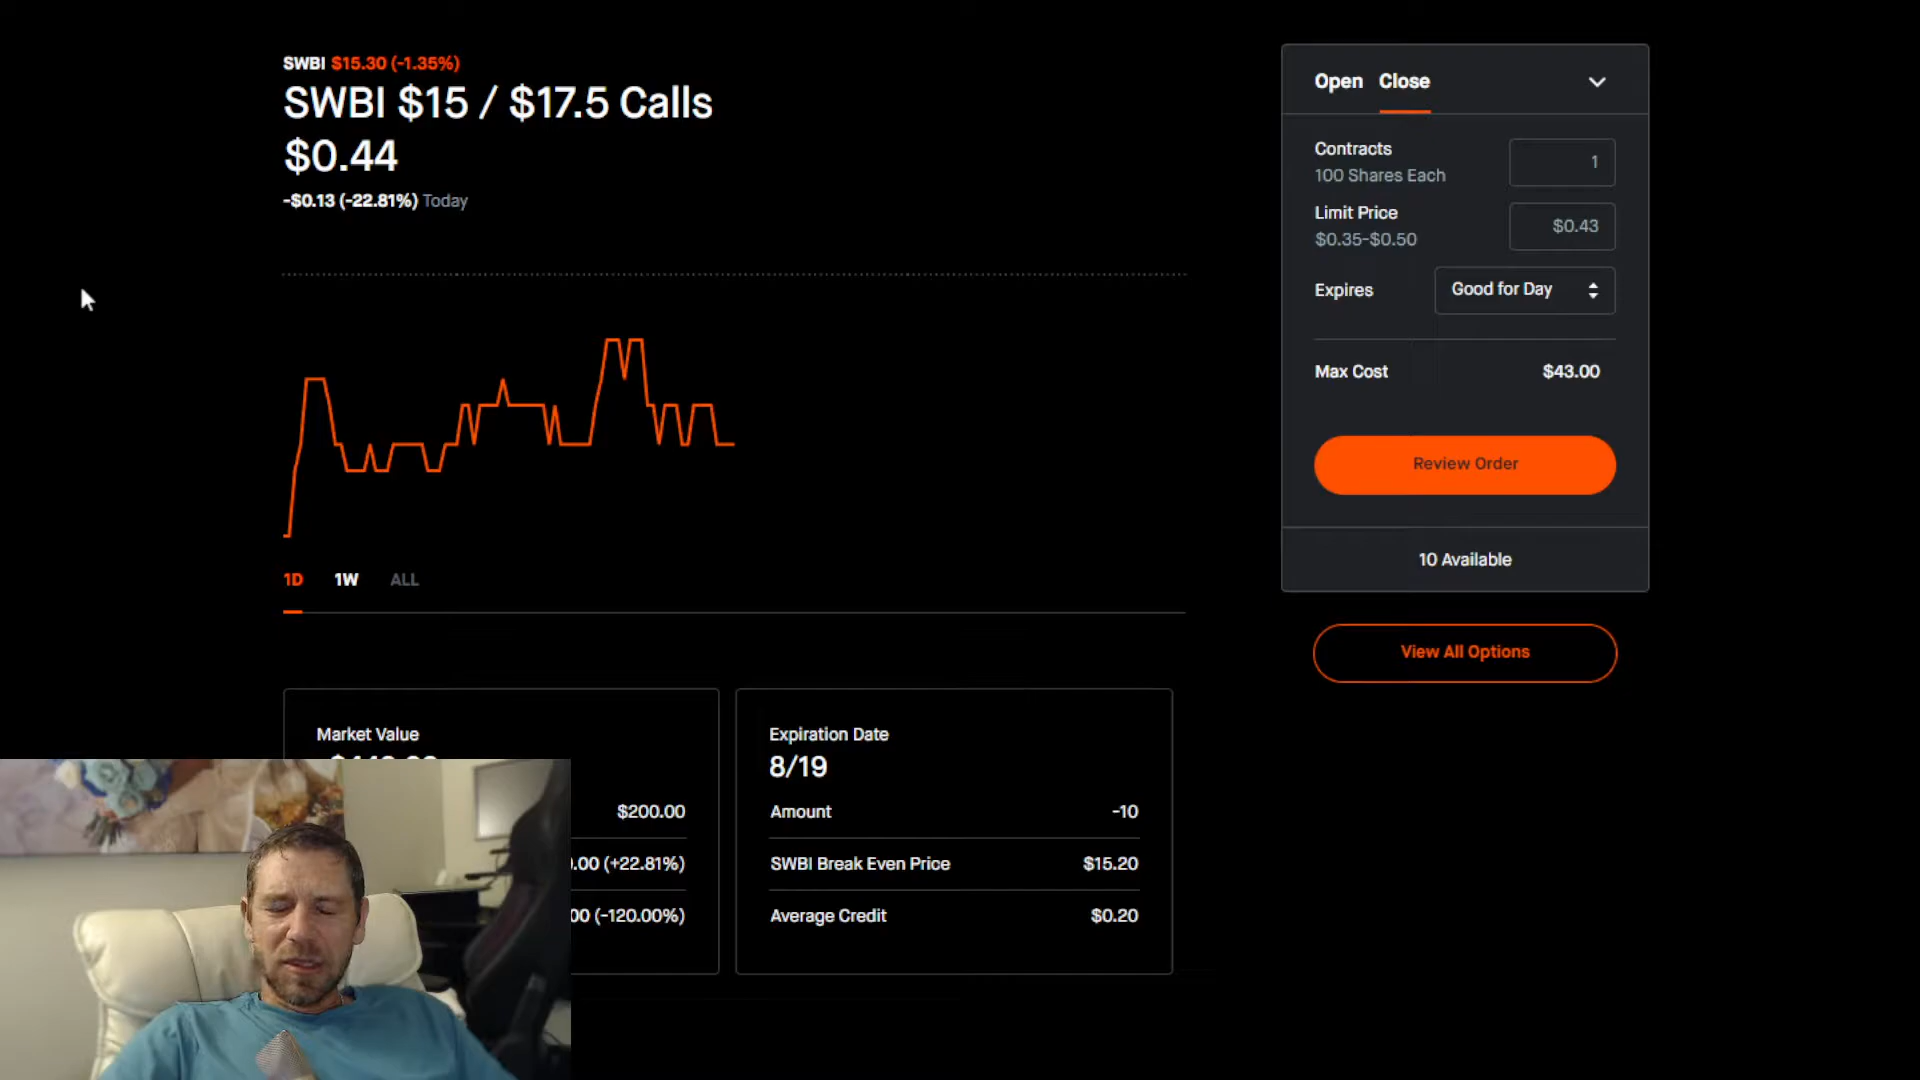 SWBI $15.30 (-1.35%)
SWBI $15 / $17.5 Calls
$0.44
-$0.13 (-22.81%) Today
1D 1W ALL
Open Close
Contracts
100 Shares Each
1
Limit Price
$0.35-$0.50
$0.43
Expires
Good for Day
Max Cost
$43.00
Review Order
10 Available
View All Options
Market Value
$200.00
.00 (+22.81%)
00 (-120.00%)
Expiration Date
8/19
Amount
-10
SWBI Break Even Price
$15.20
Average Credit
$0.20